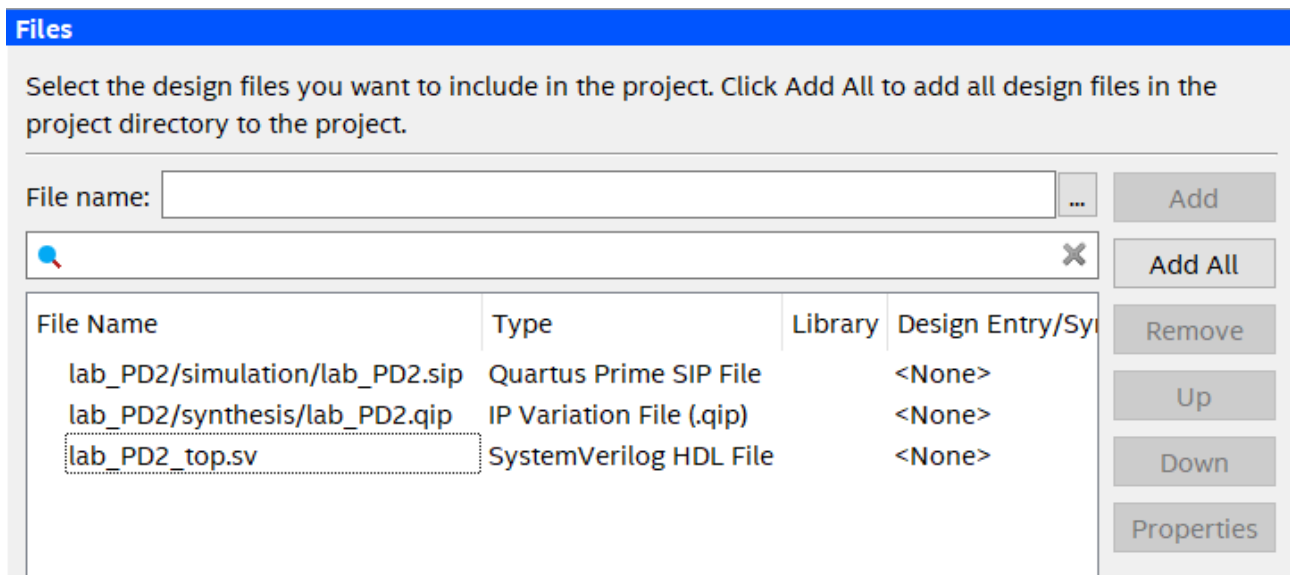 Files
Select the design files you want to include in the project. Click Add All to add all design files in the
project directory to the project.
File name: ... Add
Add All
File Name Type Library Design Entry/Sy
Remove
lab_PD2/simulation/lab_PD2.sip Quartus Prime SIP File <None>
Up
lab_PD2/synthesis/lab_PD2.qip IP Variation File (.qip) <None>
lab_PD2_top.sv SystemVerilog HDL File <None>
Down
Properties